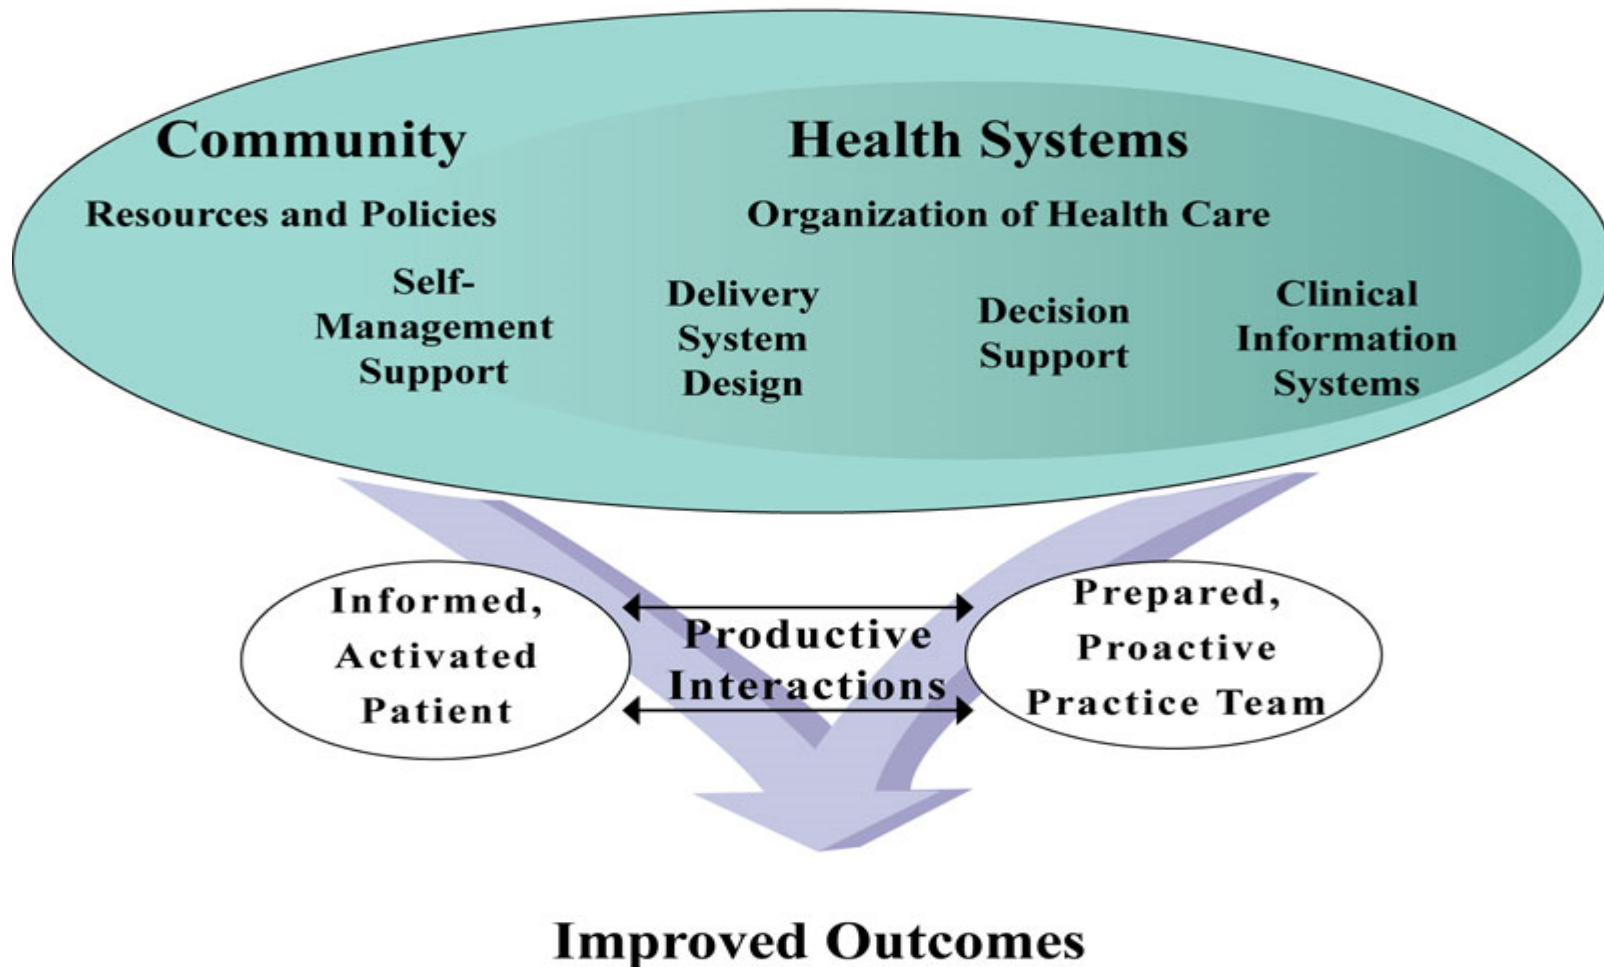 Community
Health Systems
Resources and Policies
Organization of Health Care
Self-
Management
Support
Delivery
System
Design
Decision
Support
Clinical
Information
Systems
Informed,
Activated
Patient
Productive
Interactions
Prepared,
Proactive
Practice Team
Improved Outcomes